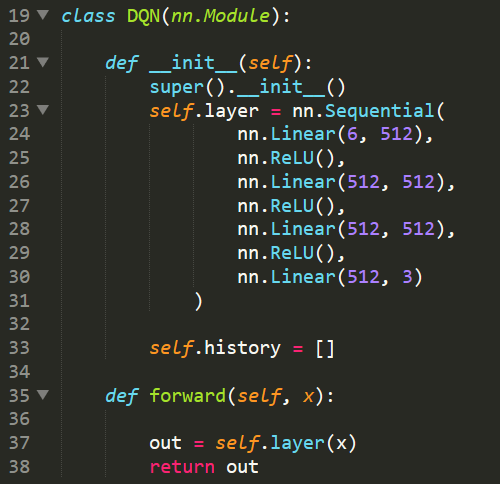 19 ▼ class DQN(nn.Module):
20
21 ▼     def __init__(self):
22         super().__init__()
23 ▼         self.layer = nn.Sequential(
24                 nn.Linear(6, 512),
25                 nn.ReLU(),
26                 nn.Linear(512, 512),
27                 nn.ReLU(),
28                 nn.Linear(512, 512),
29                 nn.ReLU(),
30                 nn.Linear(512, 3)
31             )
32
33         self.history = []
34
35 ▼     def forward(self, x):
36
37         out = self.layer(x)
38         return out